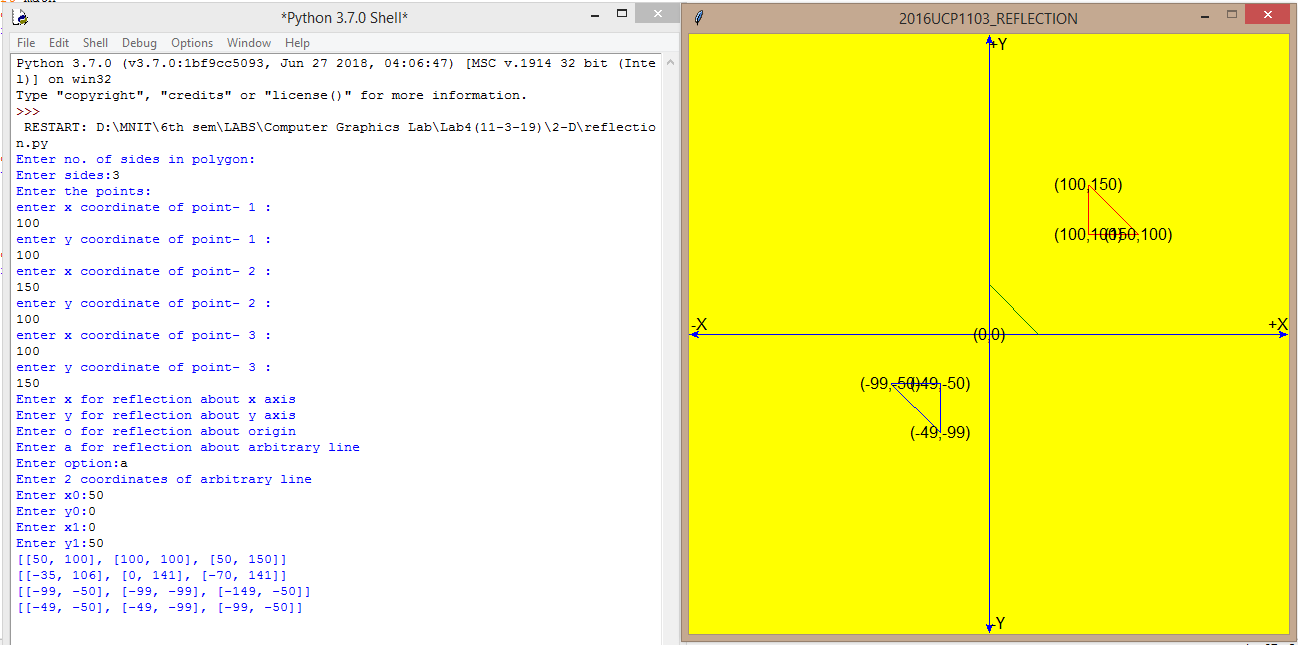 *Python 3.7.0 Shell*
File Edit Shell Debug Options Window Help
Python 3.7.0 (v3.7.0:1bf9cc5093, Jun 27 2018, 04:06:47) [MSC v.1914 32 bit (Inte
l)] on win32
Type "copyright", "credits" or "license()" for more information.
>>>
RESTART: D:\MNIT\6th sem\LABS\Computer Graphics Lab\Lab4(11-3-19)\2-D\reflectio
n.py
Enter no. of sides in polygon:
Enter sides:3
Enter the points:
enter x coordinate of point- 1 :
100
enter y coordinate of point- 1 :
100
enter x coordinate of point- 2 :
150
enter y coordinate of point- 2 :
100
enter x coordinate of point- 3 :
100
enter y coordinate of point- 3 :
150
Enter x for reflection about x axis
Enter y for reflection about y axis
Enter o for reflection about origin
Enter a for reflection about arbitrary line
Enter option:a
Enter 2 coordinates of arbitrary line
Enter x0:50
Enter y0:0
Enter x1:0
Enter y1:50
[[50, 100], [100, 100], [50, 150]]
[[-35, 106], [0, 141], [-70, 141]]
[[-99, -50], [-99, -99], [-149, -50]]
[[-49, -50], [-49, -99], [-99, -50]]
2016UCP1103_REFLECTION
+Y
(100,150)
(100,100) (150,100)
-X +X
(0,0)
(-99,-50) (-49,-50)
(-49,-99)
-Y